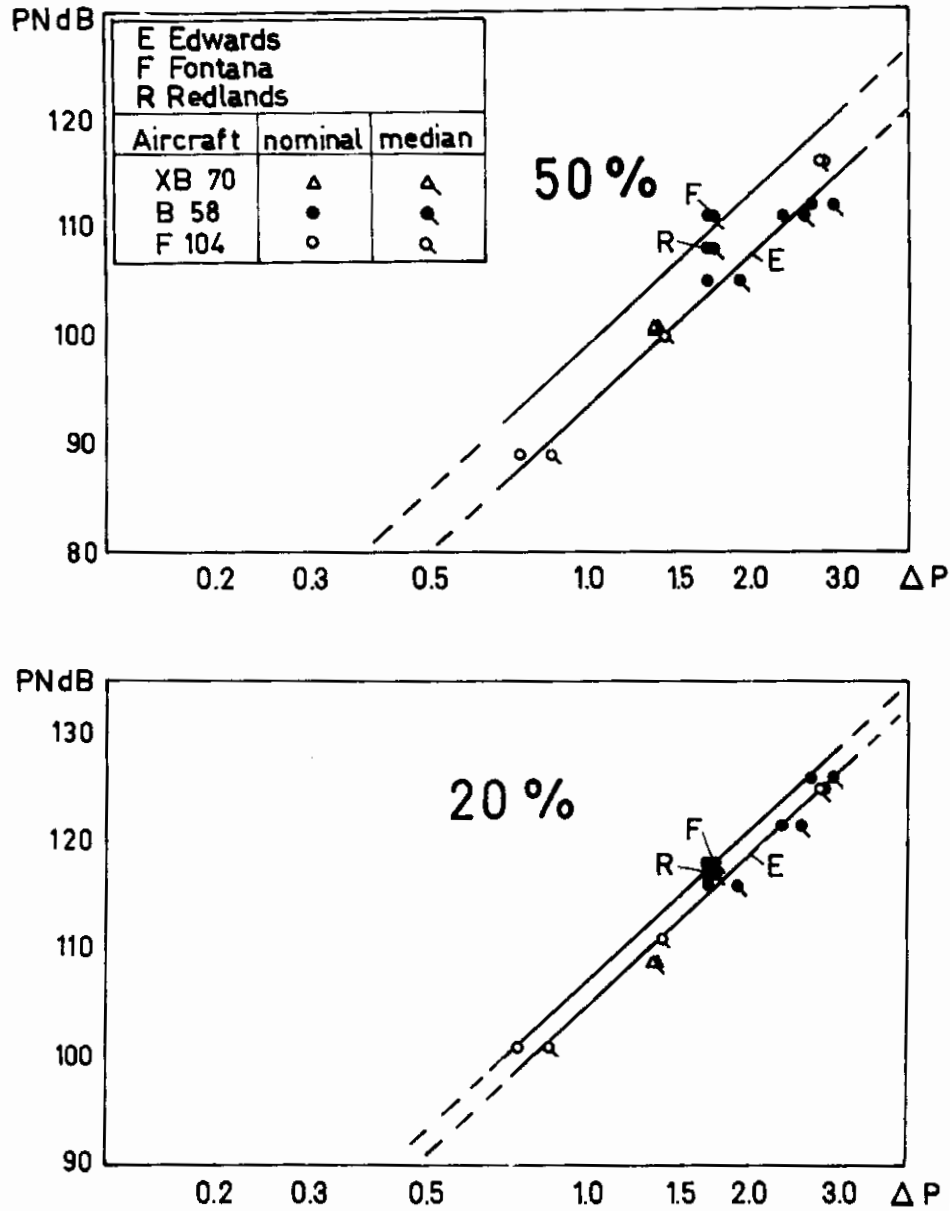 PNdB
E Edwards
F Fontana
R Redlands
Aircraft nominal median
XB 70
B 58
F 104
50%
120
110
100
90
80
F
R
E
0.2 0.3 0.5 1.0 1.5 2.0 3.0 ΔP
PNdB
20%
130
120
110
100
90
F
R
E
0.2 0.3 0.5 1.0 1.5 2.0 3.0 ΔP